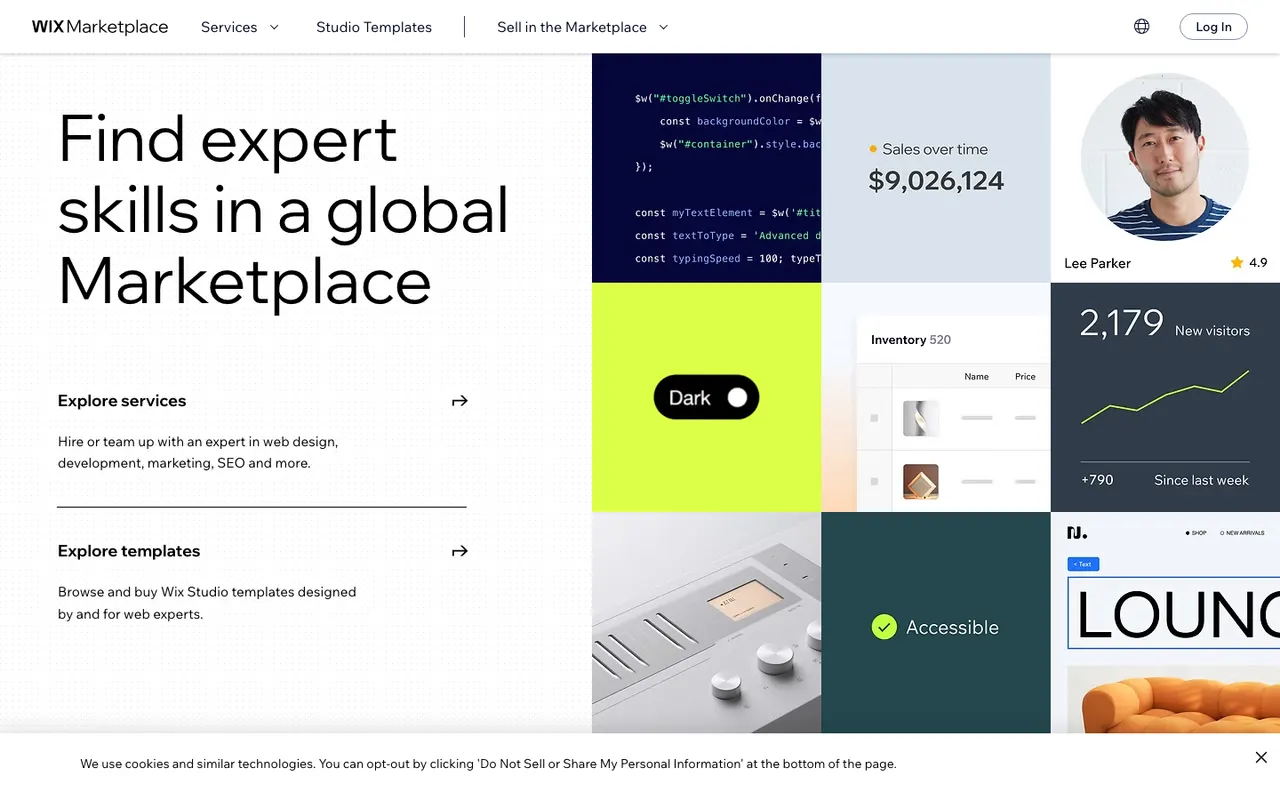 WIX Marketplace
Services
Studio Templates
Sell in the Marketplace
Log In
Find expert
skills in a global
Marketplace
Explore services
Hire or team up with an expert in web design,
development, marketing, SEO and more.
Explore templates
Browse and buy Wix Studio templates designed
by and for web experts.
$w("#toggleSwitch").onChange(f
const backgroundColor = $w
$w("#container").style.bac
});
const myTextElement = $w('#tit
const textToType = 'Advanced d
const typingSpeed = 100; typeT
Sales over time
$9,026,124
Lee Parker
4.9
Dark
Inventory 520
Name Price
2,179 New visitors
+790 Since last week
Accessible
N.
SHOP NEW ARRIVALS
< Text
LOUNG
We use cookies and similar technologies. You can opt-out by clicking 'Do Not Sell or Share My Personal Information' at the bottom of the page.